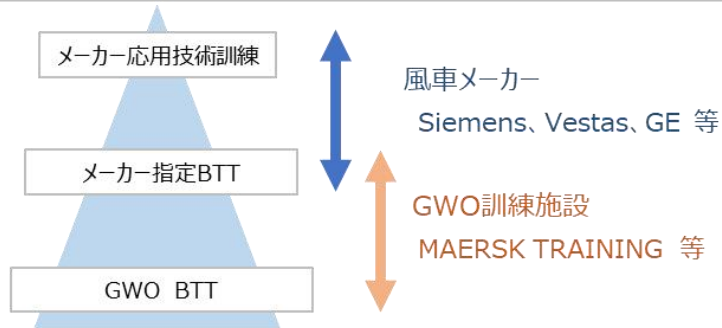 メーカー応用技術訓練
風車メーカー
Siemens、Vestas、GE 等
メーカー指定BTT
GWO訓練施設
MAERSK TRAINING 等
GWO BTT